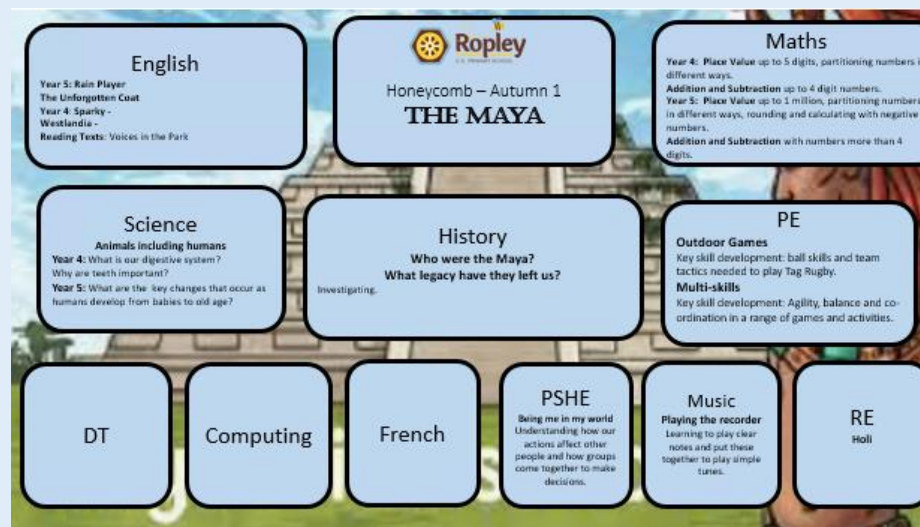 English
Year 5: Rain Player
The Unforgotten Coat
Year 4: Sparky -
Westlandia -
Reading Texts: Voices in the Park
Ropley
Honeycomb – Autumn 1
THE MAYA
Maths
Year 4: Place Value up to 5 digits, partitioning numbers
different ways.
Addition and Subtraction up to 4 digit numbers.
Year 5: Place Value up to 1 million, partitioning numbers
in different ways, rounding and calculating with negative
numbers.
Addition and Subtraction with numbers more than 4
digits.
Science
Animals including humans
Year 4: What is our digestive system?
Why are teeth important?
Year 5: What are the key changes that occur as
humans develop from babies to old age?
History
Who were the Maya?
What legacy have they left us?
Investigating.
PE
Outdoor Games
Key skill development: ball skills and team
tactics needed to play Tag Rugby.
Multi-skills
Key skill development: Agility, balance and co-
ordination in a range of games and activities.
DT
Computing
French
PSHE
Being me in my world
Understanding how our
actions affect other
people and how groups
come together to make
decisions.
Music
Playing the recorder
Learning to play clear
notes and put these
together to play simple
tunes.
RE
Holi